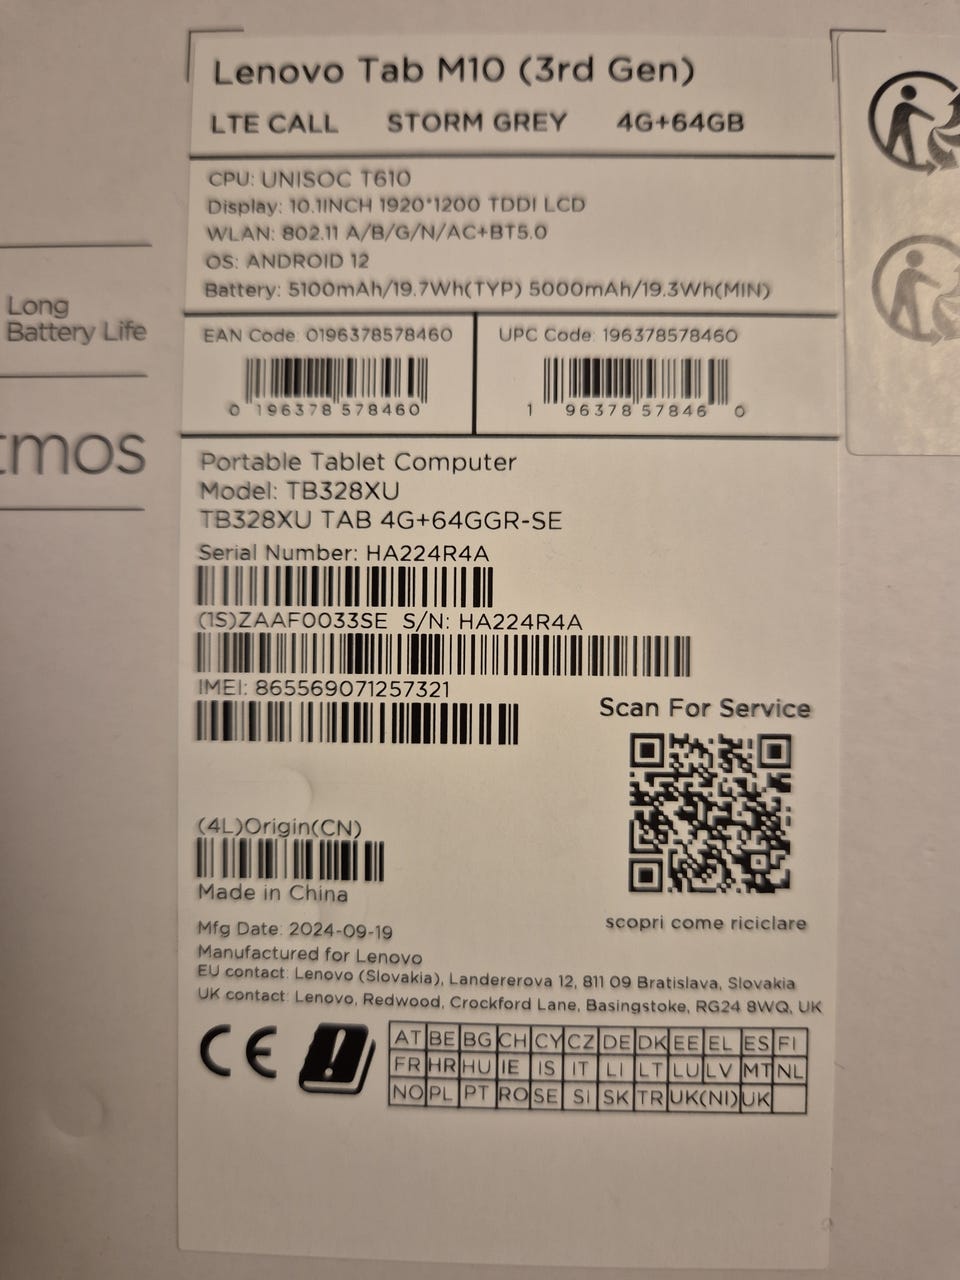 Lenovo Tab M10 (3rd Gen)
LTE CALL STORM GREY 4G+64GB
CPU: UNISOC T610
Display: 10.1INCH 1920*1200 TDDI LCD
WLAN: 802.11 A/B/G/N/AC+BT5.0
OS: ANDROID 12
Battery: 5100mAh/19.7Wh(TYP) 5000mAh/19.3Wh(MIN)
Long
Battery Life
tmos
EAN Code: 0196378578460
0 196378 578460
UPC Code: 196378578460
1 96378 57846 0
Portable Tablet Computer
Model: TB328XU
TB328XU TAB 4G+64GGR-SE
Serial Number: HA224R4A
(1S)ZAAF0033SE S/N: HA224R4A
IMEI: 865569071257321
Scan For Service
scopri come riciclare
(4L)Origin(CN)
Made in China
Mfg Date: 2024-09-19
Manufactured for Lenovo
EU contact: Lenovo (Slovakia), Landererova 12, 811 09 Bratislava, Slovakia
UK contact: Lenovo, Redwood, Crockford Lane, Basingstoke, RG24 8WQ, UK
CE
AT BE BG CH CY CZ DE DK EE EL ES FI
FR HR HU IE IS IT LI LT LU LV MT NL
NO PL PT RO SE SI SK TR UK(NI) UK